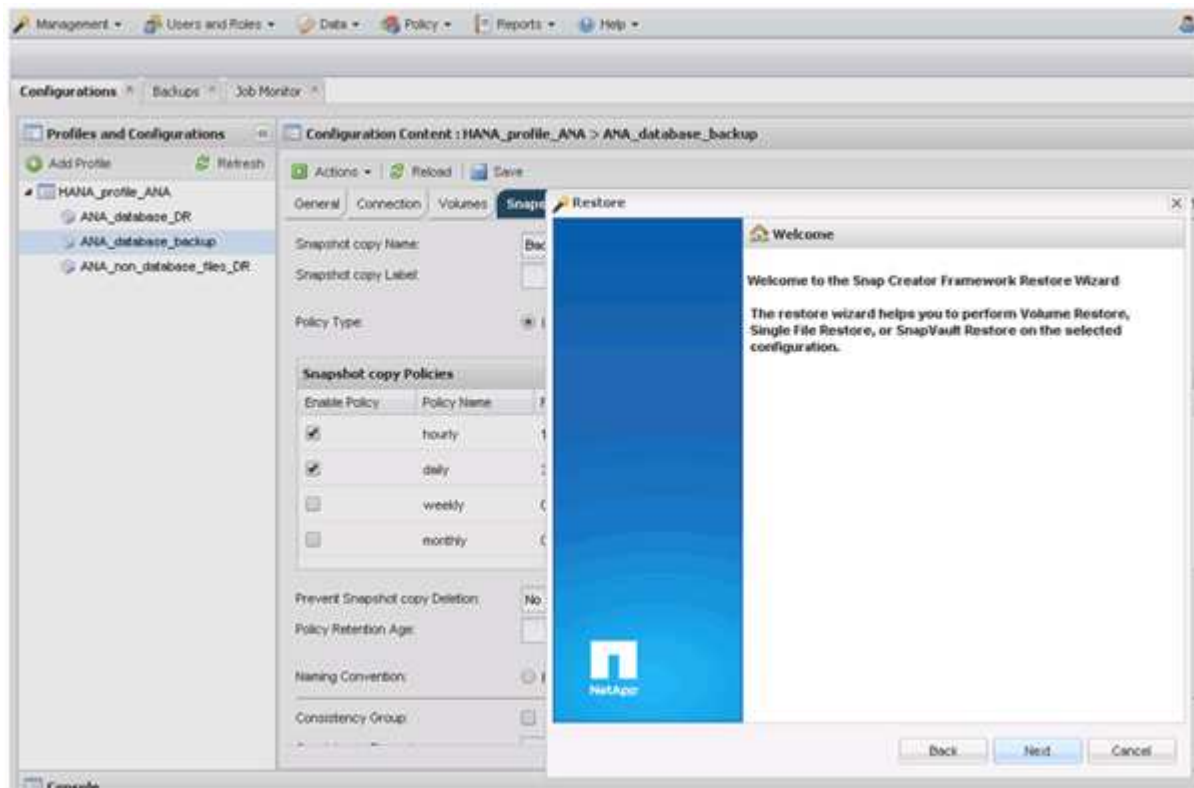 Management Users and Roles Data Policy Reports Help
Configurations Backups Job Monitor
Profiles and Configurations
Add Profile Refresh
HANA_profile_ANA
ANA_database_DR
ANA_database_backup
ANA_non_database_files_DR
Configuration Content : HANA_profile_ANA > ANA_database_backup
Actions Reload Save
General Connection Volumes Snaps
Snapshot copy Name:
Snapshot copy Label:
Policy Type:
Snapshot copy Policies
Enable Policy Policy Name
hourly
daily
weekly
monthly
Prevent Snapshot copy Deletion: No
Policy Retention Age:
Naming Convention:
Consistency Group:
Console
Restore
Welcome
Welcome to the Snap Creator Framework Restore Wizard
The restore wizard helps you to perform Volume Restore,
Single File Restore, or SnapVault Restore on the selected
configuration.
NetApp
Back Next Cancel